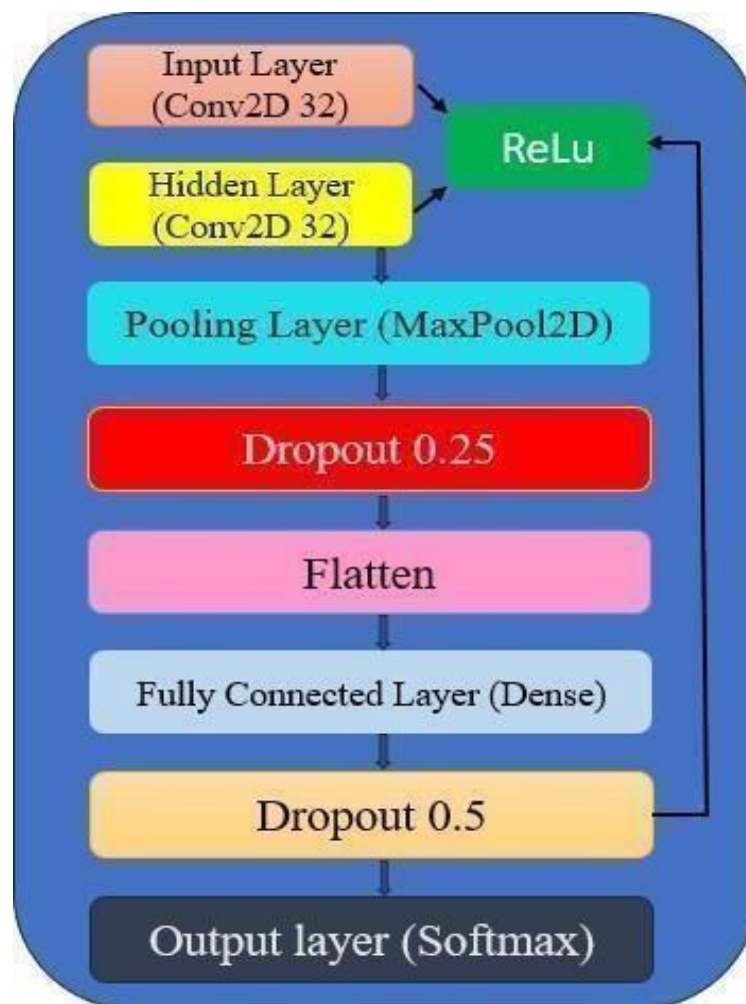 Input Layer
(Conv2D 32)
ReLu
Hidden Layer
(Conv2D 32)
Pooling Layer (MaxPool2D)
Dropout 0.25
Flatten
Fully Connected Layer (Dense)
Dropout 0.5
Output layer (Softmax)